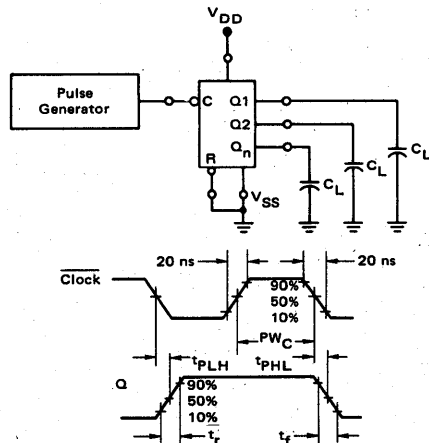 VDD
Pulse
Generator
C
Q1
Q2
Qn
R
CL
CL
CL
VSS
20 ns
20 ns
Clock
90%
50%
10%
PWC
tPLH
tPHL
Q
90%
50%
10%
tr
tf